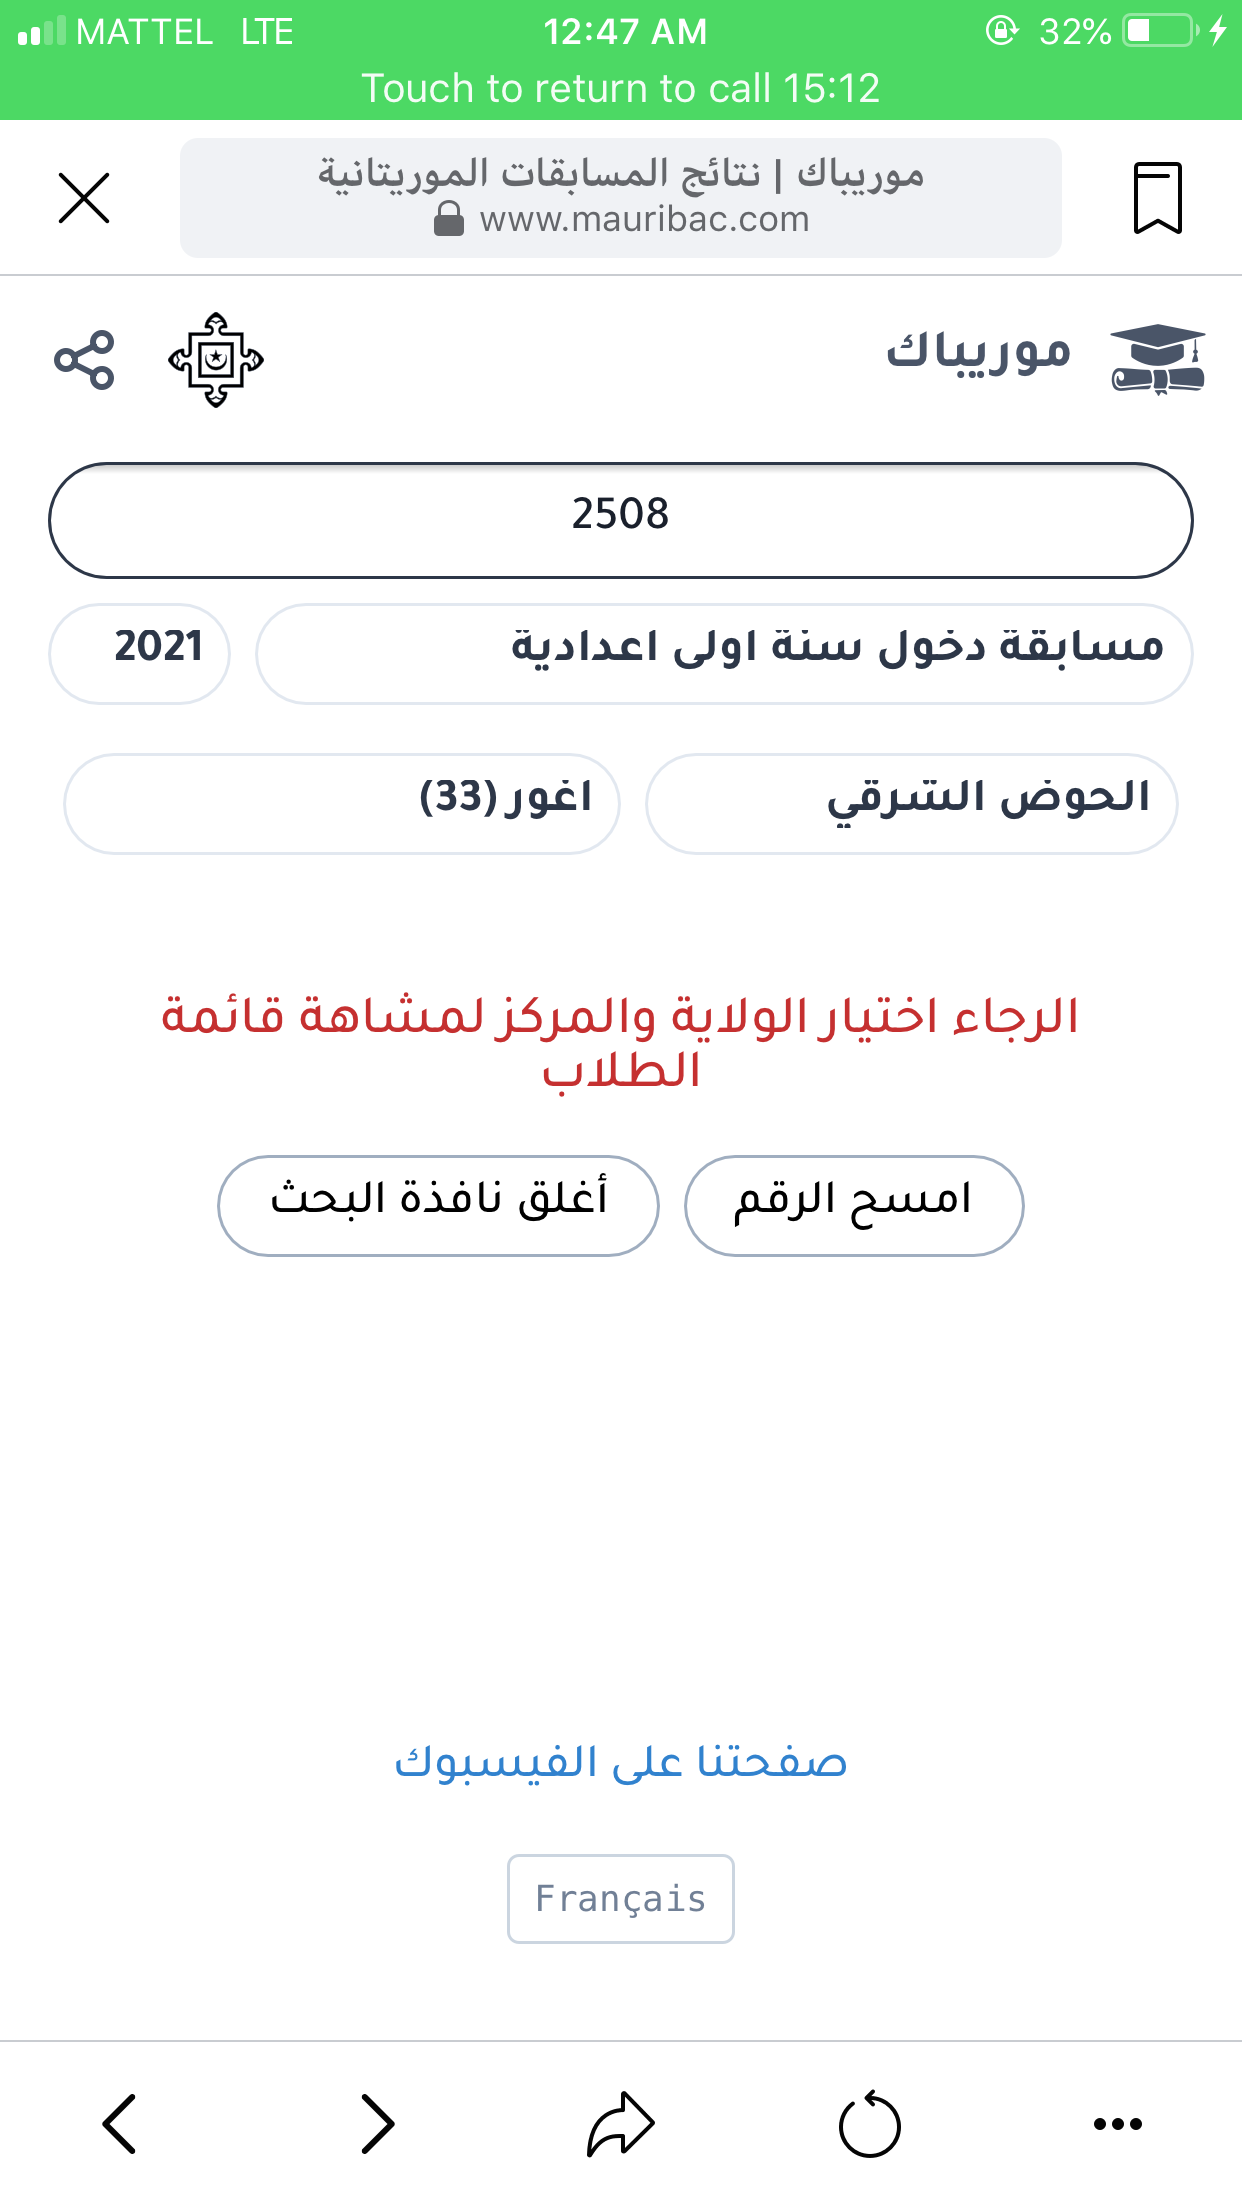 MATTEL LTE 12:47 AM 32%
Touch to return to call 15:12
موريباك | نتائج المسابقات الموريتانية
www.mauribac.com
موريباك
2508
مسابقة دخول سنة اولى اعدادية 2021
الحوض الشرقي اغور (33)
الرجاء اختيار الولاية والمركز لمشاهة قائمة
الطلاب
امسح الرقم أغلق نافذة البحث
صفحتنا على الفيسبوك
Français